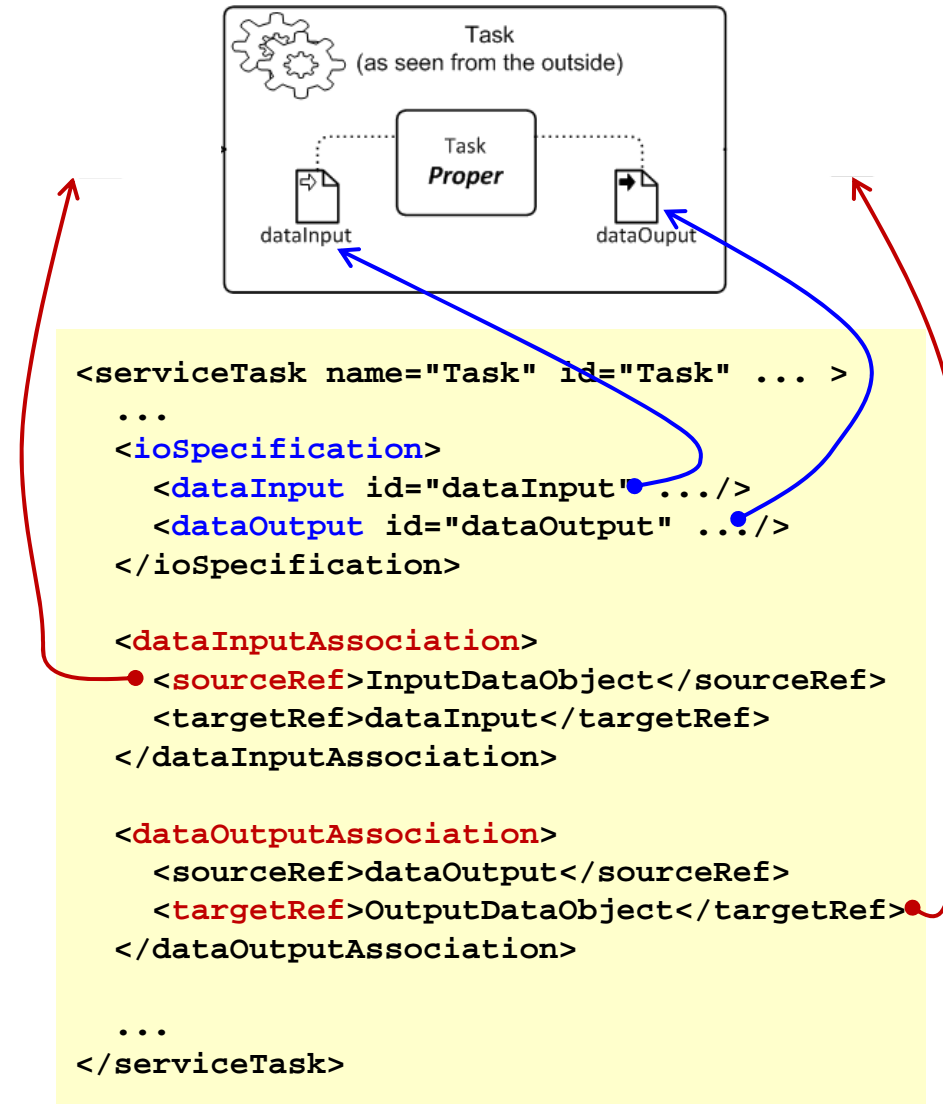 Task
(as seen from the outside)
Task
Proper
dataInput
dataOuput
<serviceTask name="Task" id="Task" ... >
...
<ioSpecification>
<dataInput id="dataInput" .../>
<dataOutput id="dataOutput" .../>
</ioSpecification>
<dataInputAssociation>
<sourceRef>InputDataObject</sourceRef>
<targetRef>dataInput</targetRef>
</dataInputAssociation>
<dataOutputAssociation>
<sourceRef>dataOutput</sourceRef>
<targetRef>OutputDataObject</targetRef>
</dataOutputAssociation>
...
</serviceTask>